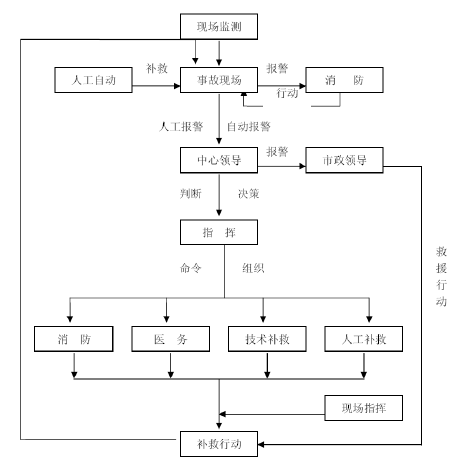 现场监测
人工自动
补救
事故现场
报警
消 防
行动
人工报警
自动报警
中心领导
报警
市政领导
判断
决策
指 挥
救援行动
命令
组织
消 防
医 务
技术补救
人工补救
现场指挥
补救行动